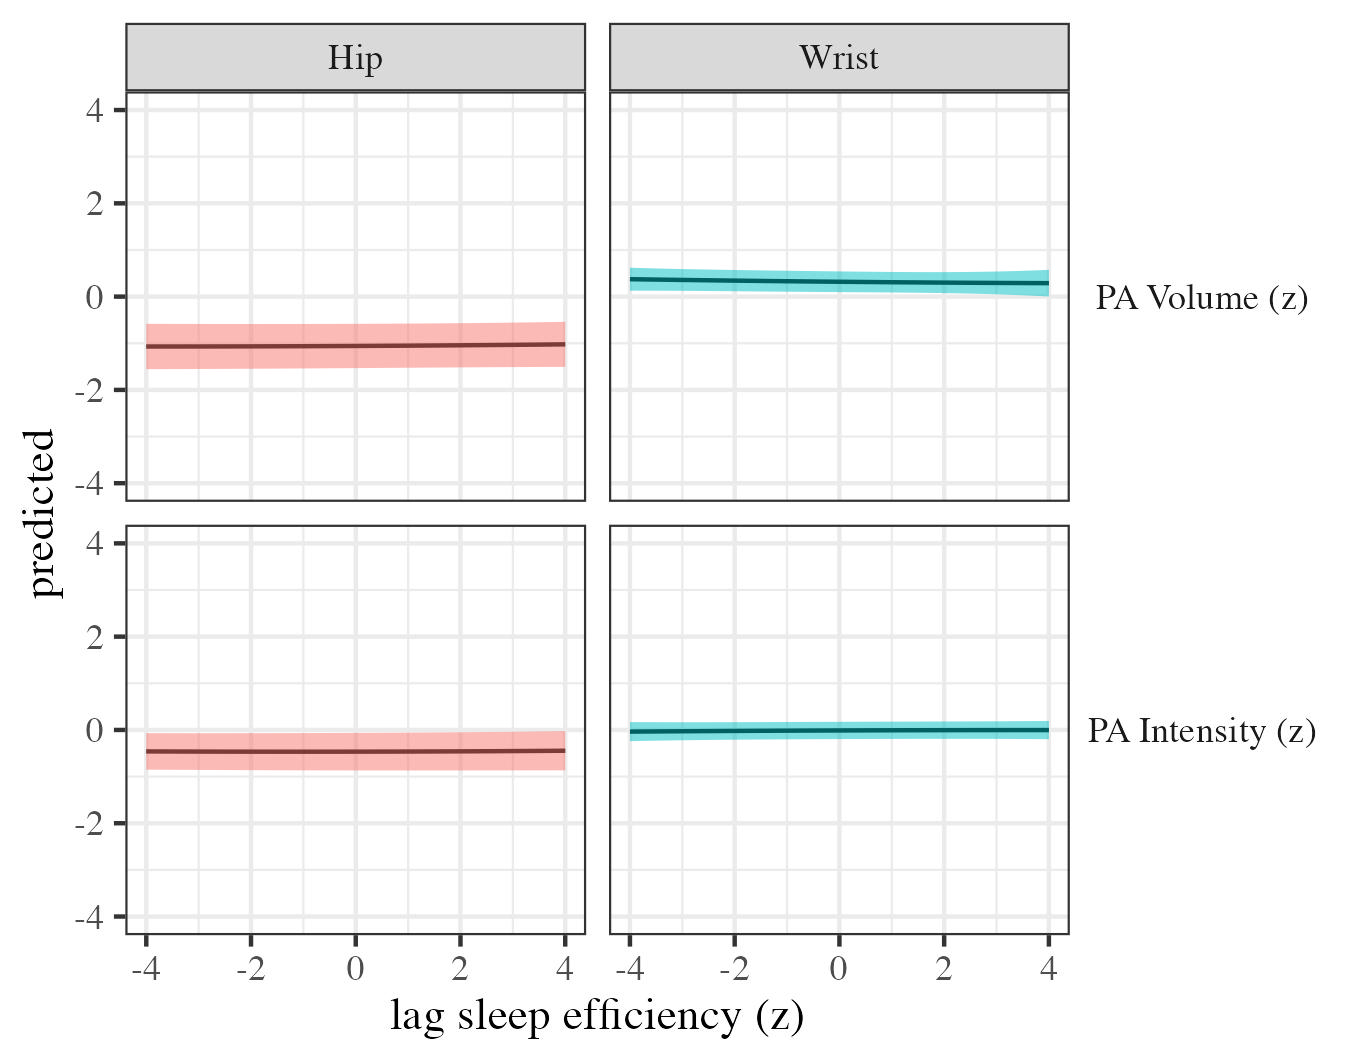 Hip
Wrist
4
2
0
-2
-4
PA Volume (z)
predicted
4
2
0
-2
-4
PA Intensity (z)
-4 -2 0 2 4
-4 -2 0 2 4
lag sleep efficiency (z)